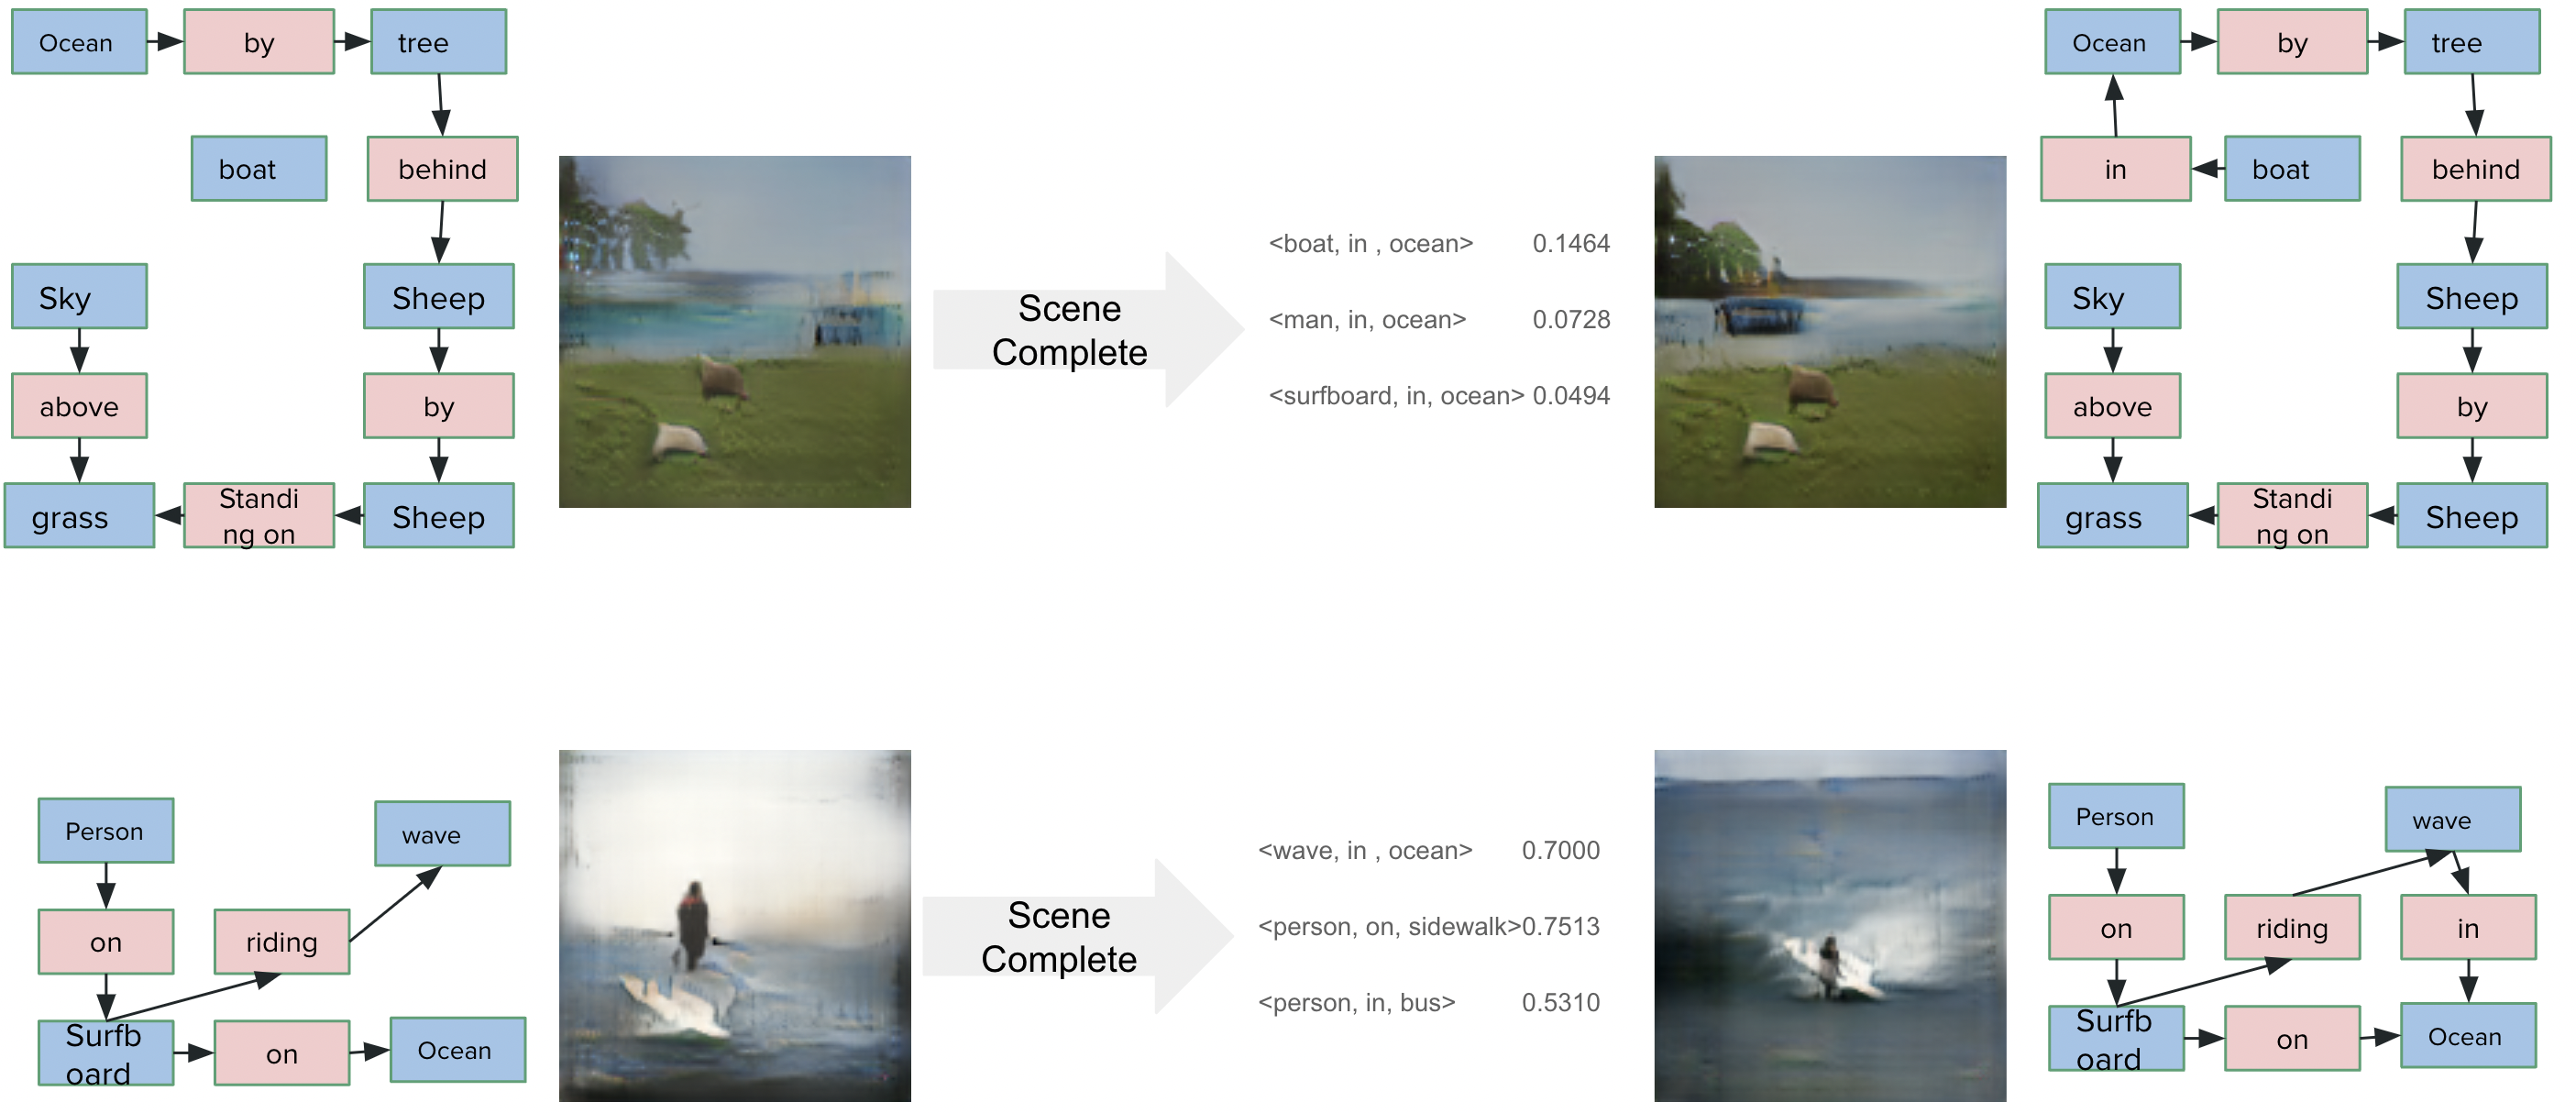 Ocean
by
tree
boat
behind
Sky
Sheep
above
by
grass
Standi
ng on
Sheep
Scene
Complete
<boat, in , ocean> 0.1464
<man, in, ocean> 0.0728
<surfboard, in, ocean> 0.0494
Ocean
by
tree
in
boat
behind
Sky
Sheep
above
by
grass
Standi
ng on
Sheep
Person
wave
on
riding
Surfb
oard
on
Ocean
Scene
Complete
<wave, in , ocean> 0.7000
<person, on, sidewalk>0.7513
<person, in, bus> 0.5310
Person
wave
on
riding
in
Surfb
oard
on
Ocean